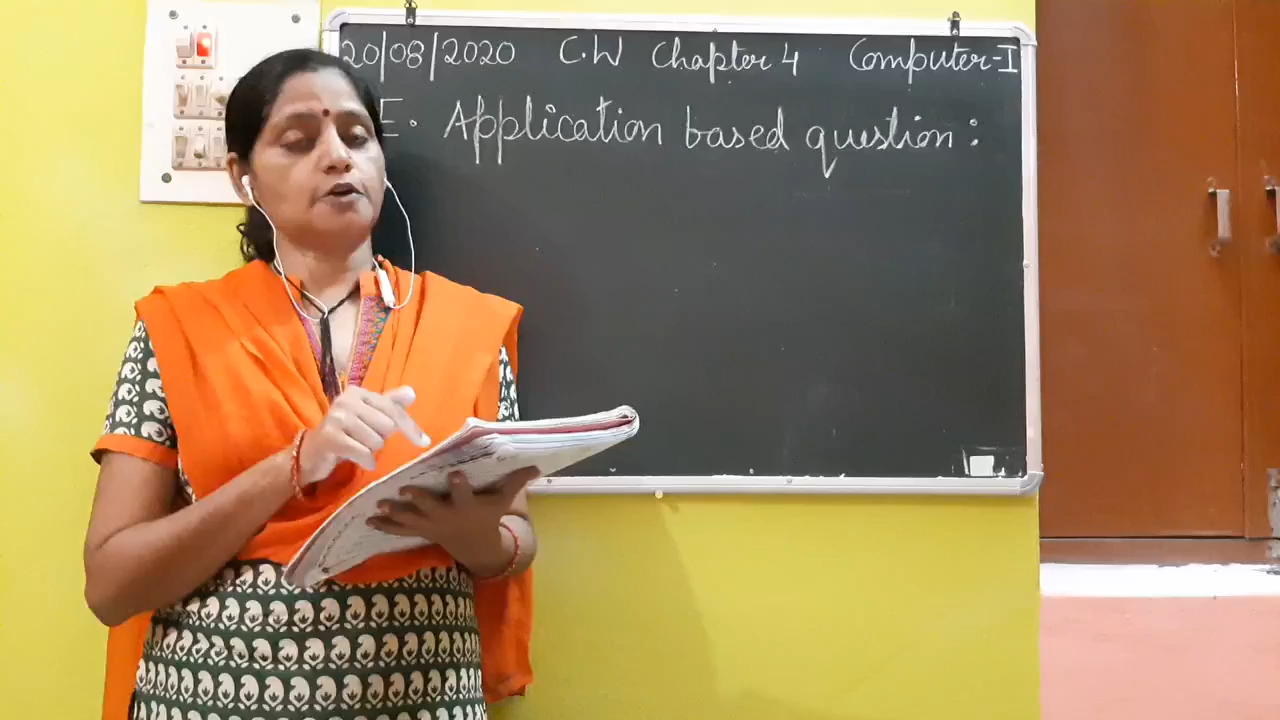 20/08/2020 C.W Chapter 4 Computer-I
E. Application based question: